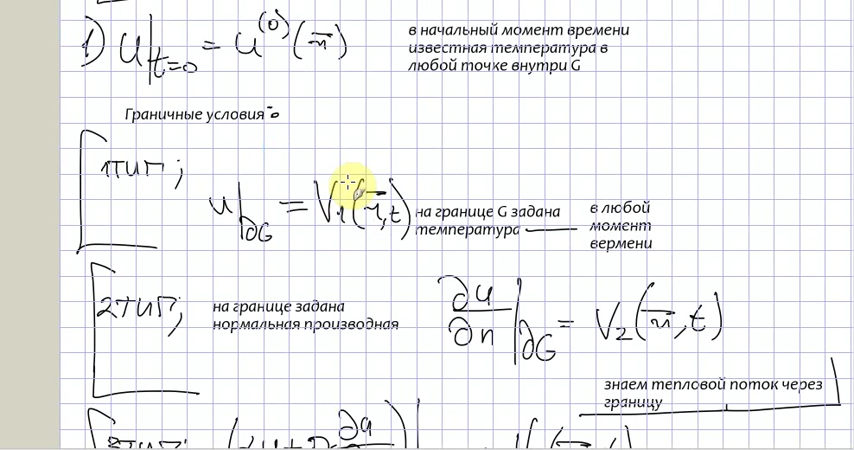 1) u|t=0 = u^(0)(r̅)
в начальный момент времени
известная температура в
любой точке внутри G
Граничные условия:
1тип;
u|∂G = V₁(r̅,t)
на границе G задана
температура
в любой
момент
вермени
2тип;
на границе задана
нормальная производная
∂u/∂n|∂G = V₂(r̅,t)
знаем тепловой поток через
границу
3тип;